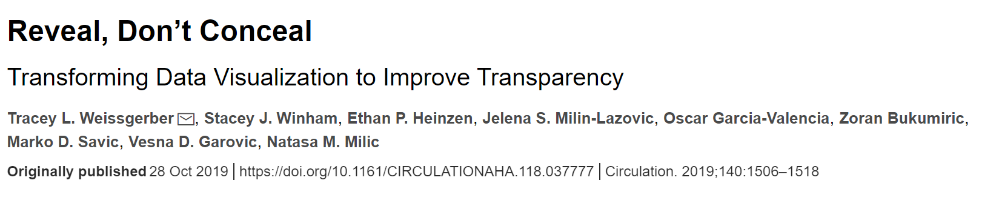 Reveal, Don’t Conceal
Transforming Data Visualization to Improve Transparency
Tracey L. Weissgerber, Stacey J. Winham, Ethan P. Heinzen, Jelena S. Milin-Lazovic, Oscar Garcia-Valencia, Zoran Bukumiric,
Marko D. Savic, Vesna D. Garovic, Natasa M. Milic
Originally published 28 Oct 2019 | https://doi.org/10.1161/CIRCULATIONAHA.118.037777 | Circulation. 2019;140:1506–1518